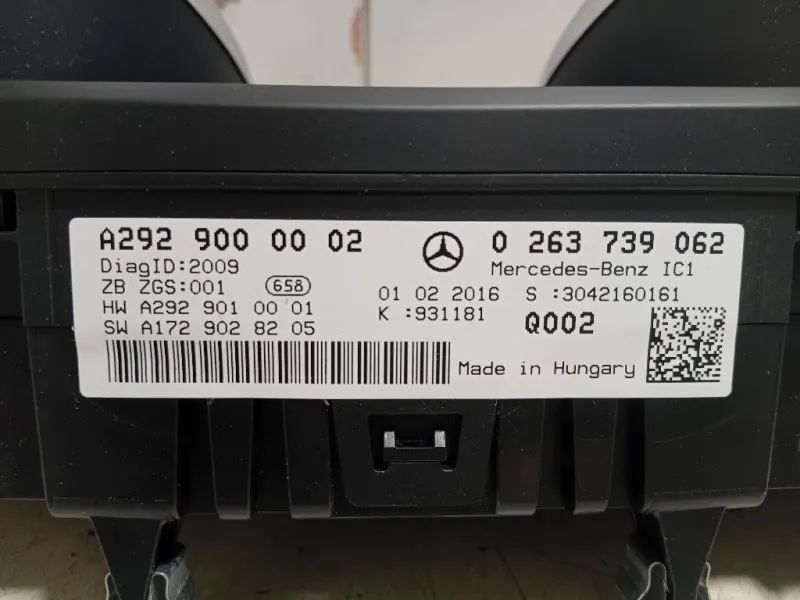 A292 900 00 02
0 263 739 062
DiagID:2009
Mercedes-Benz IC1
ZB ZGS:001
658
01 02 2016 S :3042160161
HW A292 901 00 01
K :931181
Q002
SW A172 902 82 05
Made in Hungary